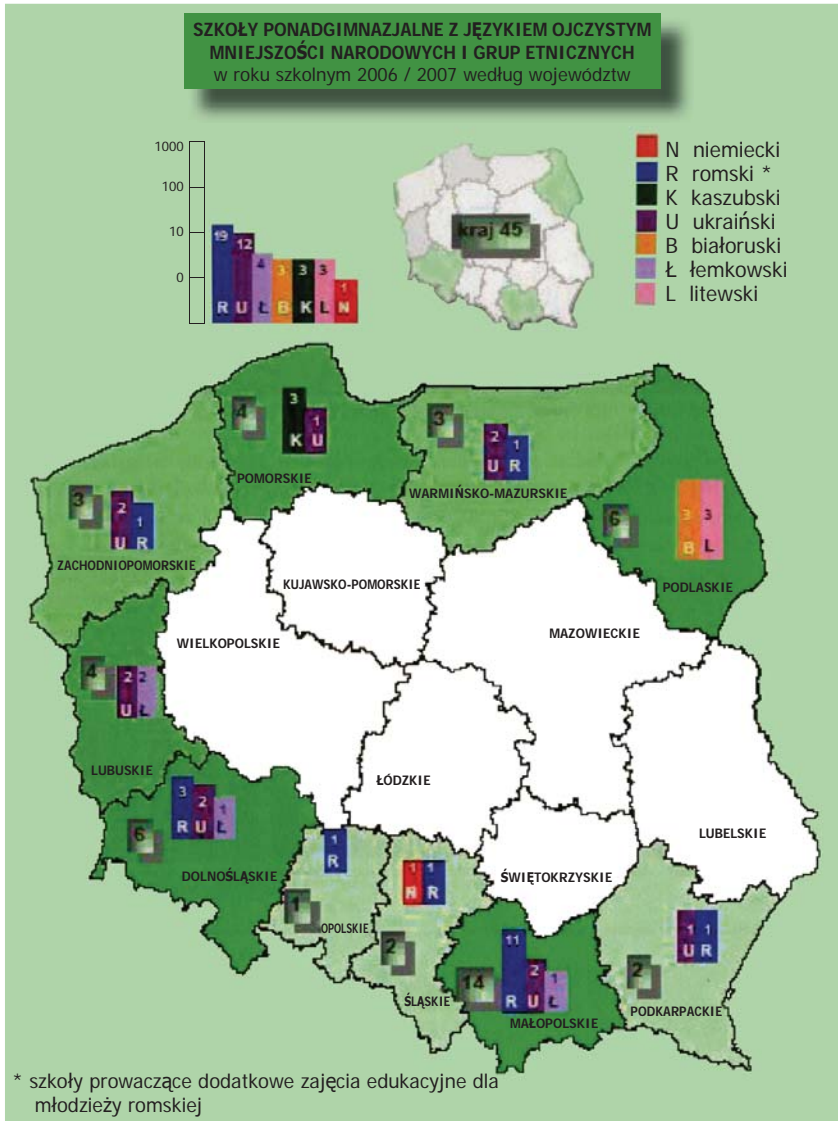 SZKOŁY PONADGIMNAZJALNE Z JĘZYKIEM OJCZYSTYM
MNIEJSZOŚCI NARODOWYCH I GRUP ETNICZNYCH
w roku szkolnym 2006 / 2007 według województw
1000
100
10
0
19 12 4 3 3 3 1
R U Ł B K L N
kraj 45
N niemiecki
R romski *
K kaszubski
U ukraiński
B białoruski
Ł łemkowski
L litewski
4
3 1
K U
POMORSKIE
3
2 1
U R
WARMIŃSKO-MAZURSKIE
6
3 3
B L
PODLASKIE
3
2 1
U R
ZACHODNIOPOMORSKIE
KUJAWSKO-POMORSKIE
WIELKOPOLSKIE
MAZOWIECKIE
4
2 2
U Ł
LUBUSKIE
ŁÓDZKIE
LUBELSKIE
6
3 2 1
R U Ł
DOLNOŚLĄSKIE
1
R
1
OPOLSKIE
1 1
N R
2
ŚLĄSKIE
ŚWIĘTOKRZYSKIE
14
11 2 1
R U Ł
MAŁOPOLSKIE
1 1
U R
2
PODKARPACKIE
* szkoły prowaczące dodatkowe zajęcia edukacyjne dla
młodzieży romskiej